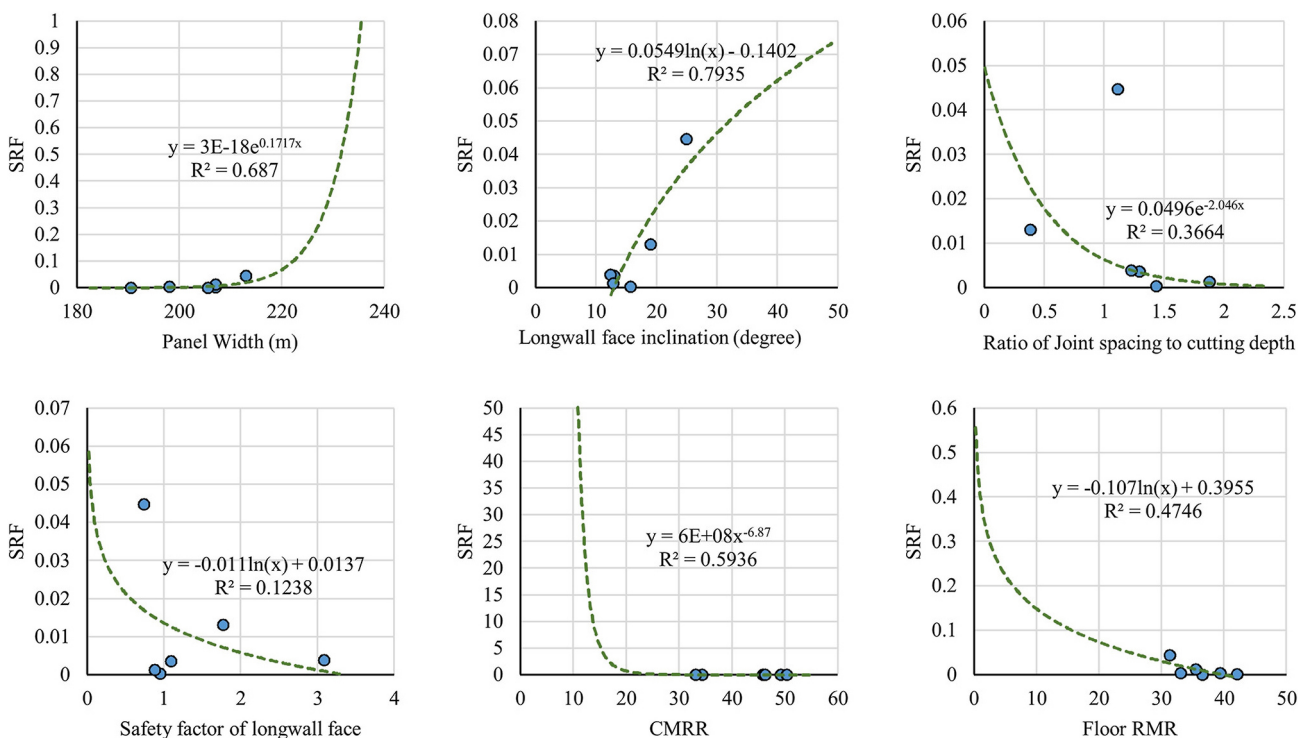 1
0.9
0.8
0.7
0.6
0.5
0.4
0.3
0.2
0.1
0
SRF
y = 3E-18e^0.1717x
R² = 0.687
180 200 220 240
Panel Width (m)
0.08
0.07
0.06
0.05
0.04
0.03
0.02
0.01
0
SRF
y = 0.0549ln(x) - 0.1402
R² = 0.7935
0 10 20 30 40 50
Longwall face inclination (degree)
0.06
0.05
0.04
0.03
0.02
0.01
0
SRF
y = 0.0496e^-2.046x
R² = 0.3664
0 0.5 1 1.5 2 2.5
Ratio of Joint spacing to cutting depth
0.07
0.06
0.05
0.04
0.03
0.02
0.01
0
SRF
y = -0.011ln(x) + 0.0137
R² = 0.1238
0 1 2 3 4
Safety factor of longwall face
50
45
40
35
30
25
20
15
10
5
0
SRF
y = 6E+08x^-6.87
R² = 0.5936
0 10 20 30 40 50 60
CMRR
0.6
0.5
0.4
0.3
0.2
0.1
0
SRF
y = -0.107ln(x) + 0.3955
R² = 0.4746
0 10 20 30 40 50
Floor RMR